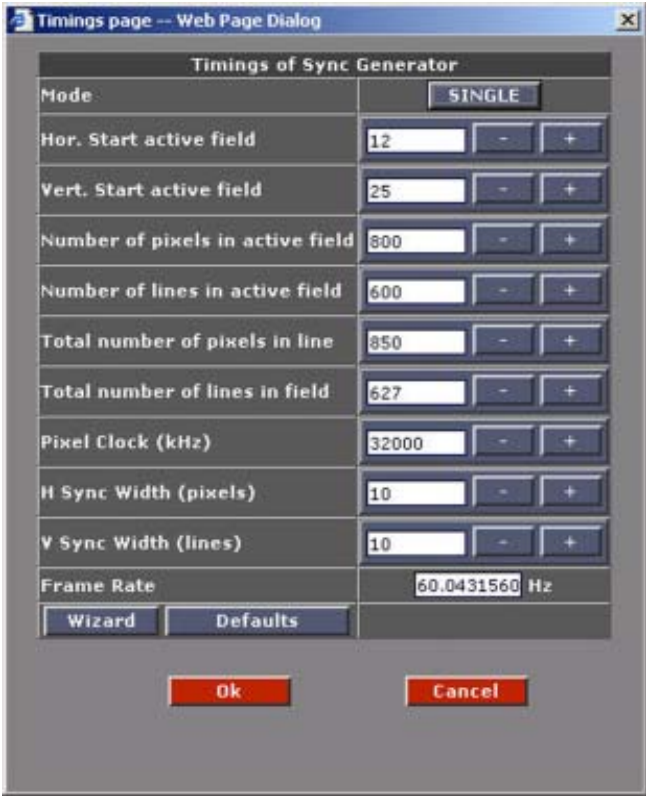 Timings page -- Web Page Dialog
Timings of Sync Generator
Mode SINGLE
Hor. Start active field 12 - +
Vert. Start active field 25 - +
Number of pixels in active field 800 - +
Number of lines in active field 600 - +
Total number of pixels in line 850 - +
Total number of lines in field 627 - +
Pixel Clock (kHz) 32000 - +
H Sync Width (pixels) 10 - +
V Sync Width (lines) 10 - +
Frame Rate 60.0431560 Hz
Wizard Defaults
Ok Cancel